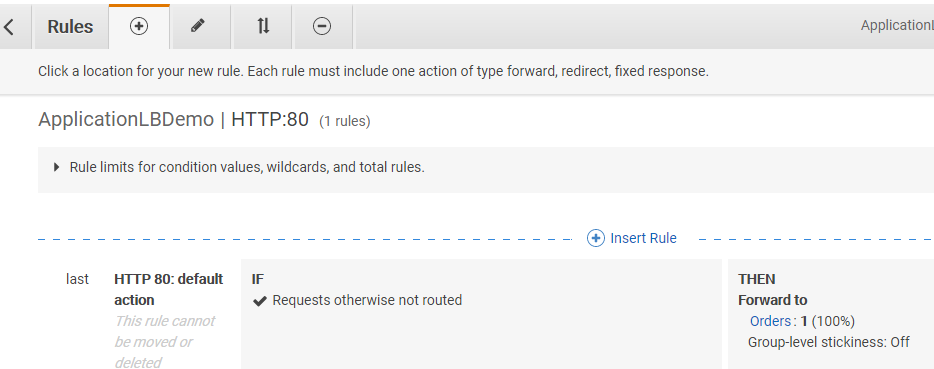 Rules
ApplicationL
Click a location for your new rule. Each rule must include one action of type forward, redirect, fixed response.
ApplicationLBDemo | HTTP:80 (1 rules)
Rule limits for condition values, wildcards, and total rules.
Insert Rule
last
HTTP 80: default
action
This rule cannot
be moved or
deleted
IF
Requests otherwise not routed
THEN
Forward to
Orders: 1 (100%)
Group-level stickiness: Off